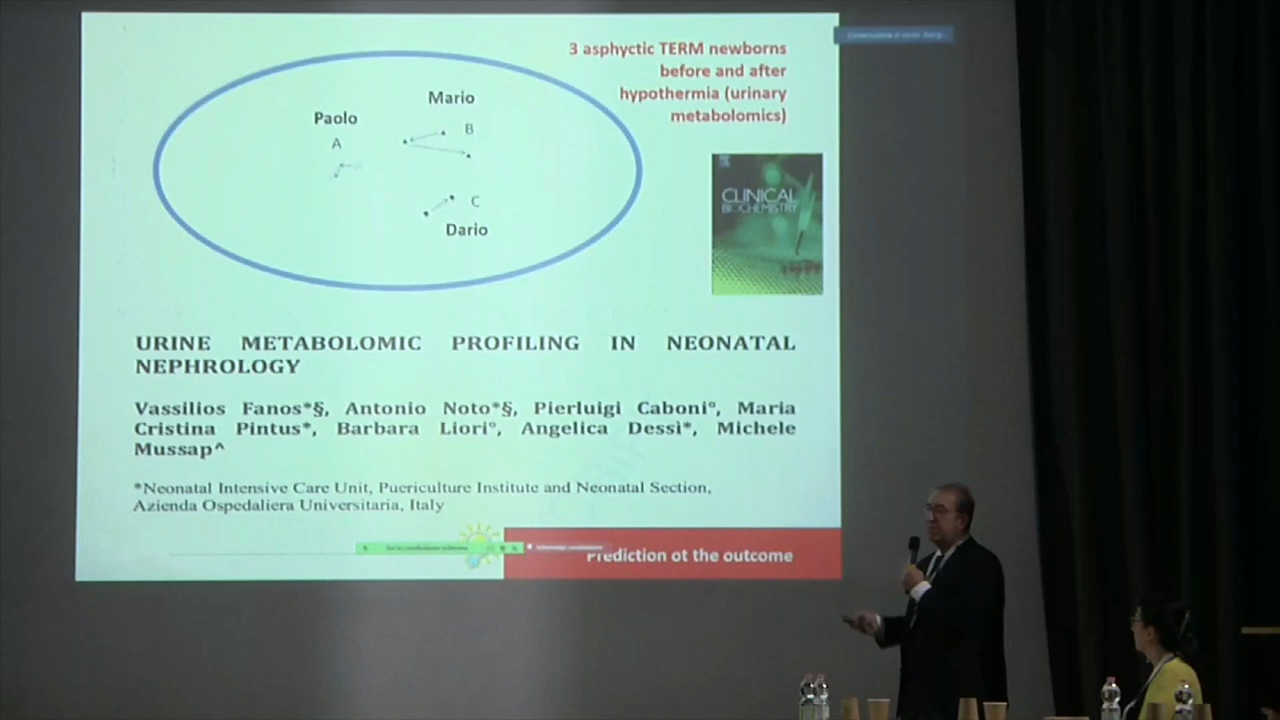 3 asphyctic TERM newborns
before and after
hypothermia (urinary
metabolomics)
Mario
Paolo
B
A
C
Dario
CLINICAL
BIOCHEMISTRY
URINE METABOLOMIC PROFILING IN NEONATAL
NEPHROLOGY
Vassilios Fanos*§, Antonio Noto*§, Pierluigi Caboni°, Maria
Cristina Pintus*, Barbara Liori°, Angelica Dessì*, Michele
Mussap^
*Neonatal Intensive Care Unit, Puericulture Institute and Neonatal Section,
Azienda Ospedaliera Universitaria, Italy
Prediction of the outcome